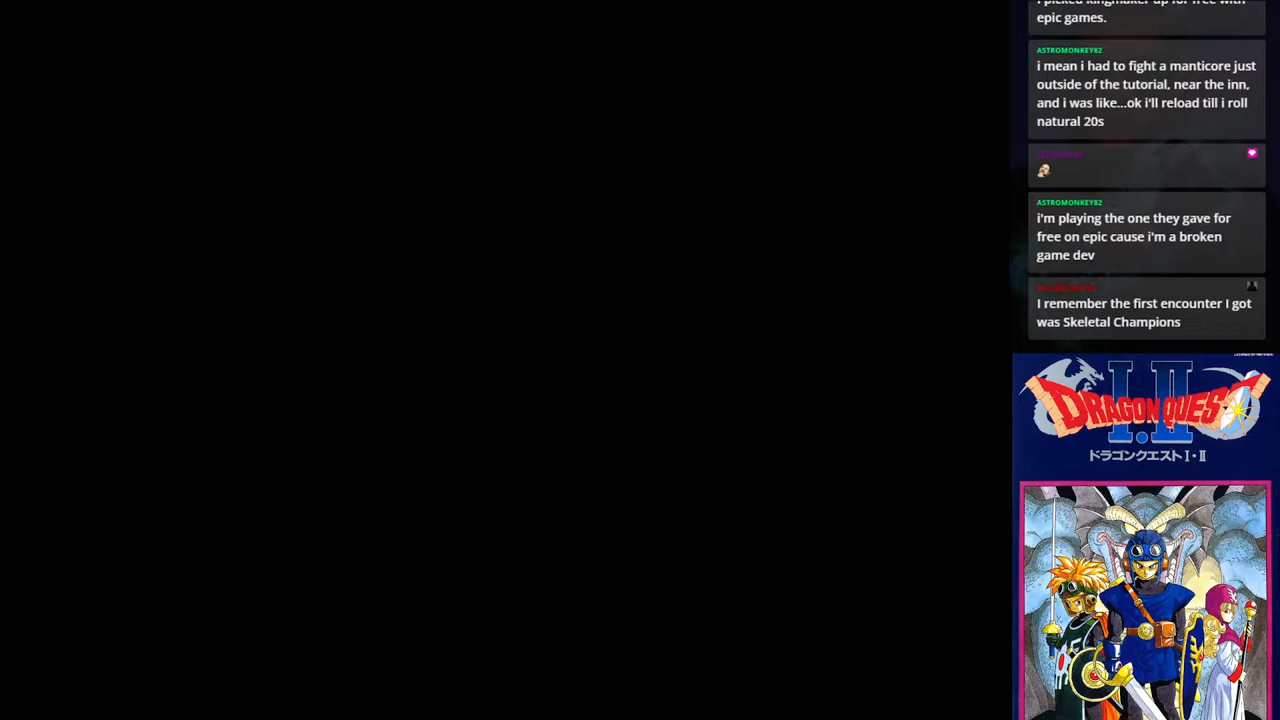 epic games.
ASTROMONKEY82
i mean i had to fight a manticore just
outside of the tutorial, near the inn,
and i was like...ok i'll reload till i roll
natural 20s
ASTROMONKEY82
i'm playing the one they gave for
free on epic cause i'm a broken
game dev
I remember the first encounter I got
was Skeletal Champions
DRAGON QUEST
I·II
ドラゴンクエストI・II